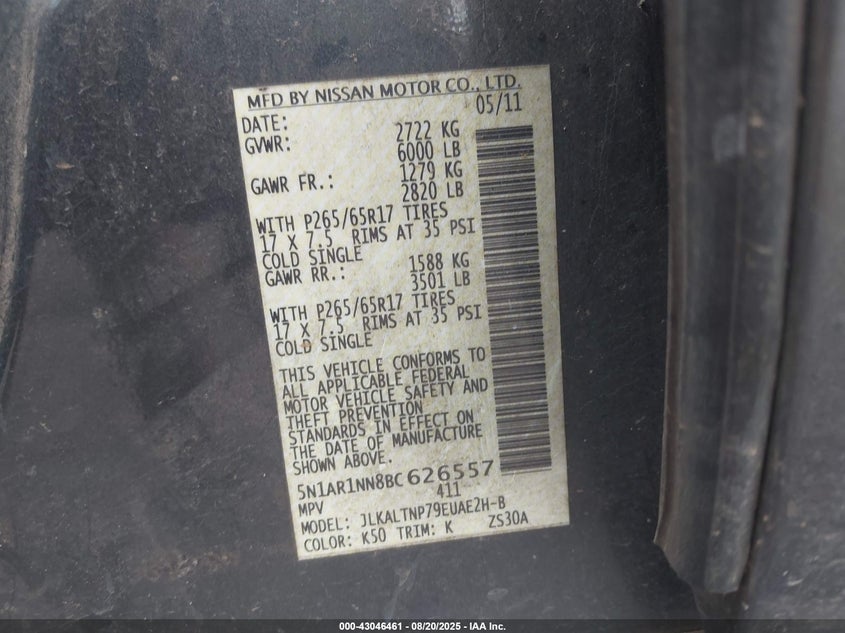 MFD BY NISSAN MOTOR CO., LTD.
DATE: 05/11
GVWR: 2722 KG
6000 LB
GAWR FR.: 1279 KG
2820 LB
WITH P265/65R17 TIRES
17 X 7.5 RIMS AT 35 PSI
COLD SINGLE
GAWR RR.: 1588 KG
3501 LB
WITH P265/65R17 TIRES
17 X 7.5 RIMS AT 35 PSI
COLD SINGLE
THIS VEHICLE CONFORMS TO
ALL APPLICABLE FEDERAL
MOTOR VEHICLE SAFETY AND
THEFT PREVENTION
STANDARDS IN EFFECT ON
THE DATE OF MANUFACTURE
SHOWN ABOVE.
5N1AR1NN8BC626557
MPV 411
MODEL: JLKALTNP79EUAE2H-B
COLOR: K50 TRIM: K ZS30A
000-43046461 - 08/20/2025 - IAA Inc.